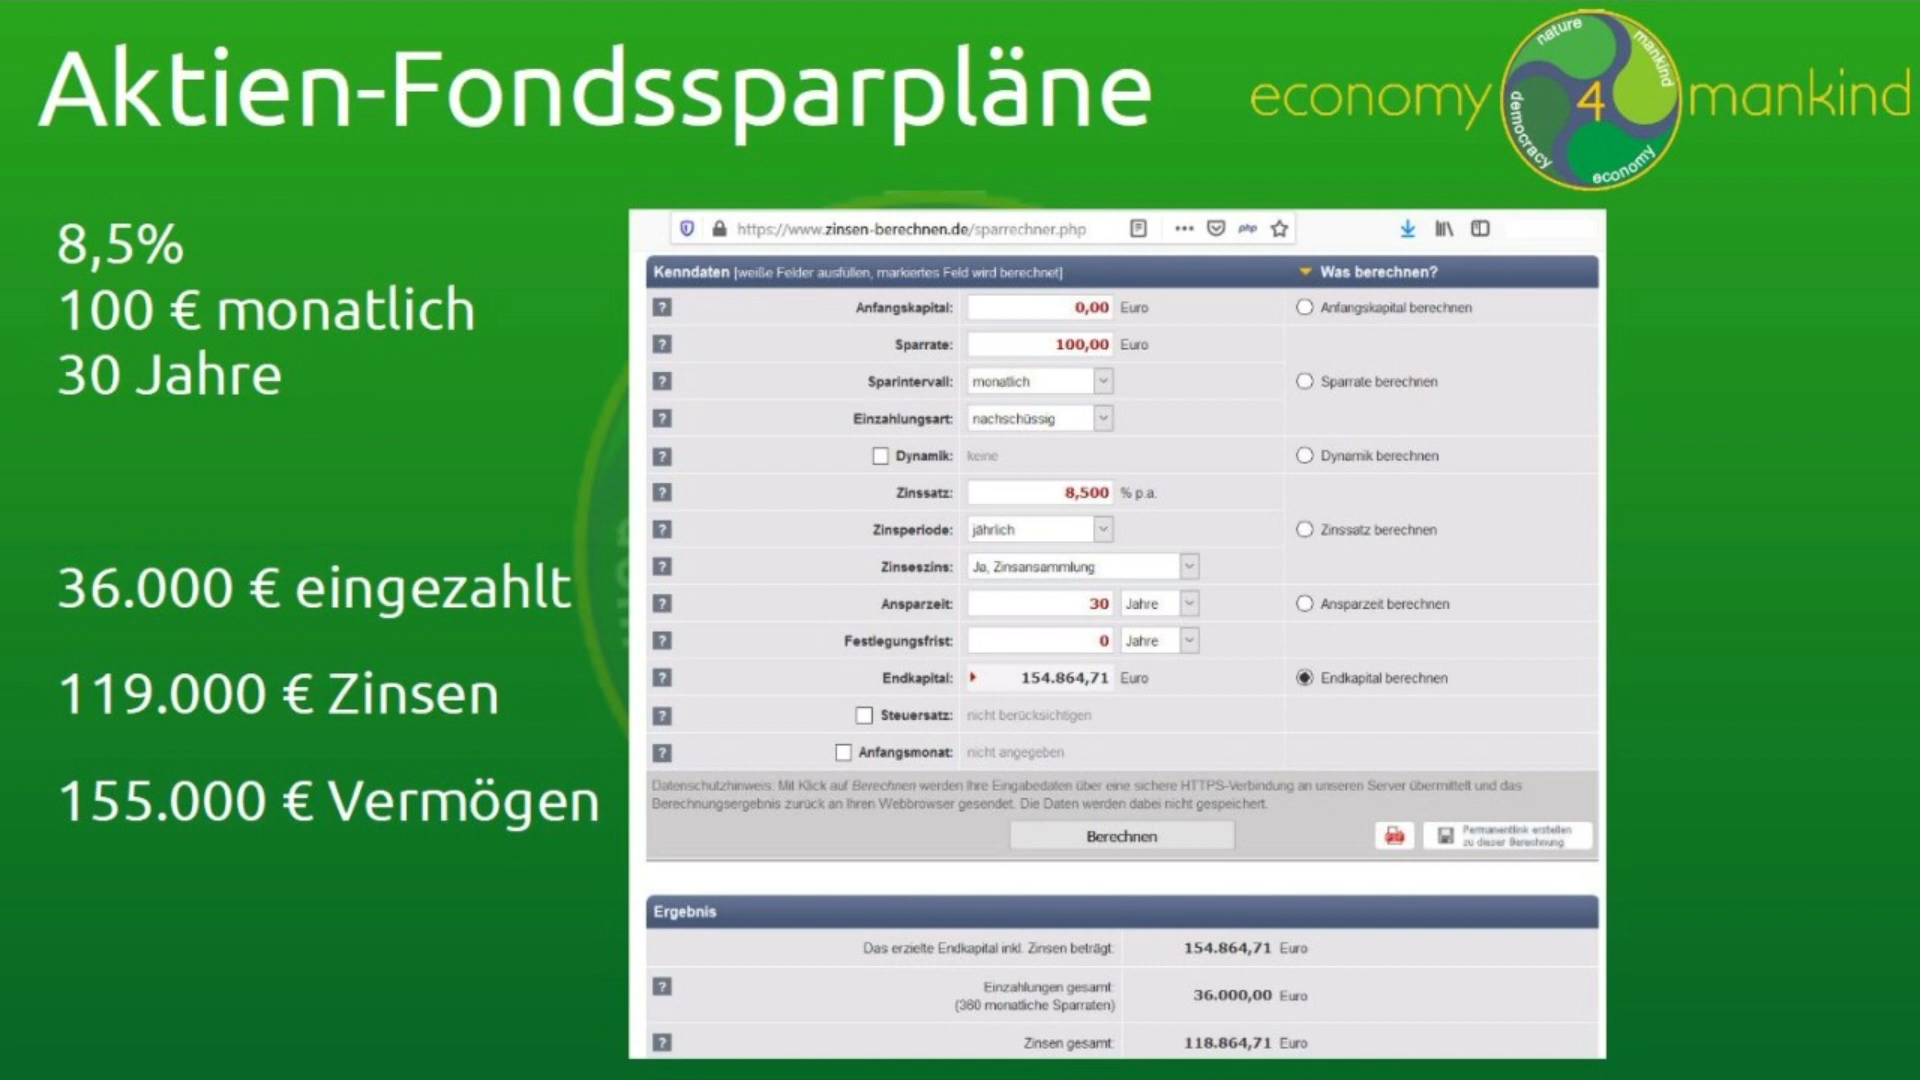 Aktien-Fondssparpläne
economy 4 mankind
nature
mankind
democracy
economy
8,5%
100 € monatlich
30 Jahre
36.000 € eingezahlt
119.000 € Zinsen
155.000 € Vermögen
https://www.zinsen-berechnen.de/sparrechner.php
php
Kenndaten [weiße Felder ausfüllen, markiertes Feld wird berechnet] Was berechnen?
? Anfangskapital: 0,00 Euro Anfangskapital berechnen
? Sparrate: 100,00 Euro
? Sparintervall: monatlich Sparrate berechnen
? Einzahlungsart: nachschüssig
? Dynamik: keine Dynamik berechnen
? Zinssatz: 8,500 % p.a.
? Zinsperiode: jährlich Zinssatz berechnen
? Zinseszins: Ja, Zinsansammlung
? Ansparzeit: 30 Jahre Ansparzeit berechnen
? Festlegungsfrist: 0 Jahre
? Endkapital: 154.864,71 Euro Endkapital berechnen
? Steuersatz: nicht berücksichtigen
? Anfangsmonat: nicht angegeben
Datenschutzhinweis: Mit Klick auf Berechnen werden Ihre Eingabedaten über eine sichere HTTPS-Verbindung an unseren Server übermittelt und das
Berechnungsergebnis zurück an Ihren Webbrowser gesendet. Die Daten werden dabei nicht gespeichert.
Berechnen
Permanentlink erstellen
zu dieser Berechnung
Ergebnis
Das erzielte Endkapital inkl. Zinsen beträgt: 154.864,71 Euro
? Einzahlungen gesamt:
(360 monatliche Sparraten) 36.000,00 Euro
? Zinsen gesamt: 118.864,71 Euro